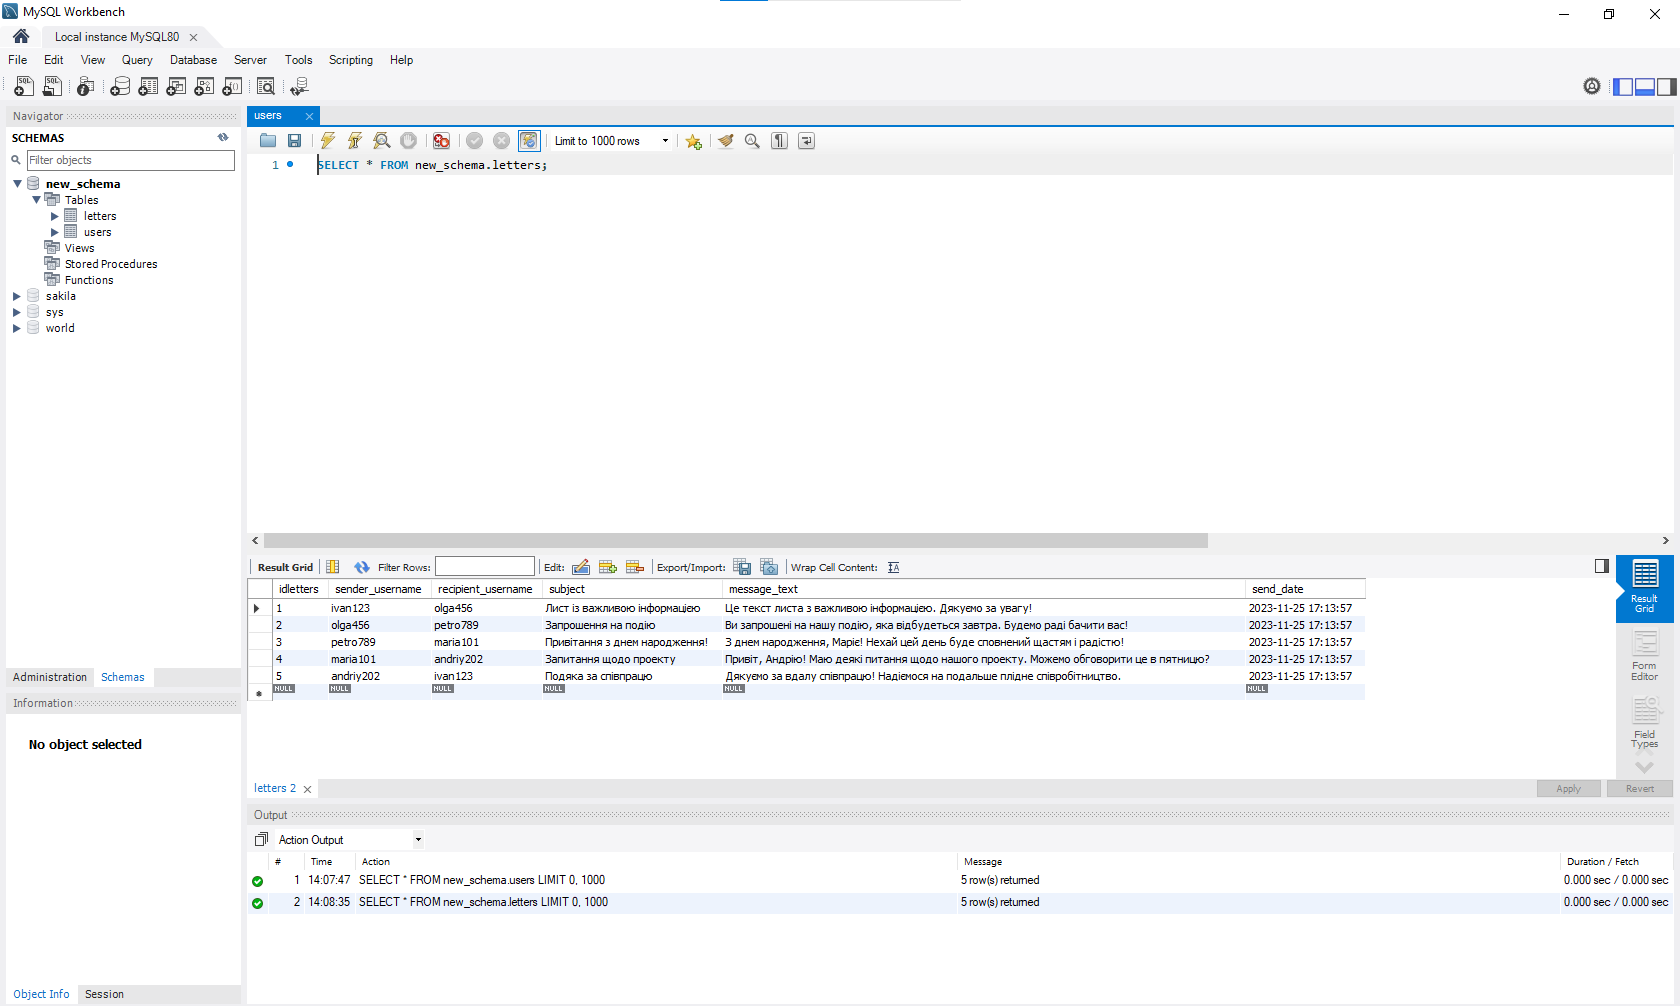 MySQL Workbench
Local instance MySQL80
File Edit View Query Database Server Tools Scripting Help
Navigator
SCHEMAS
Filter objects
new_schema
Tables
letters
users
Views
Stored Procedures
Functions
sakila
sys
world
Administration Schemas
Information
No object selected
Object Info Session
users
Limit to 1000 rows
1 SELECT * FROM new_schema.letters;
Result Grid Filter Rows: Edit: Export/Import: Wrap Cell Content:
idletters sender_username recipient_username subject message_text send_date
1 ivan123 olga456 Лист із важливою інформацією Це текст листа з важливою інформацією. Дякуємо за увагу! 2023-11-25 17:13:57
2 olga456 petro789 Запрошення на подію Ви запрошені на нашу подію, яка відбудеться завтра. Будемо раді бачити вас! 2023-11-25 17:13:57
3 petro789 maria101 Привітання з днем народження! З днем народження, Маріє! Нехай цей день буде сповнений щастям і радістю! 2023-11-25 17:13:57
4 maria101 andriy202 Запитання щодо проекту Привіт, Андрію! Маю деякі питання щодо нашого проекту. Можемо обговорити це в п'ятницю? 2023-11-25 17:13:57
5 andriy202 ivan123 Подяка за співпрацю Дякуємо за вдалу співпрацю! Надіємося на подальше плідне співробітництво. 2023-11-25 17:13:57
NULL NULL NULL NULL NULL NULL
Result
Grid
Form
Editor
Field
Types
letters 2
Apply Revert
Output
Action Output
# Time Action Message Duration / Fetch
1 14:07:47 SELECT * FROM new_schema.users LIMIT 0, 1000 5 row(s) returned 0.000 sec / 0.000 sec
2 14:08:35 SELECT * FROM new_schema.letters LIMIT 0, 1000 5 row(s) returned 0.000 sec / 0.000 sec